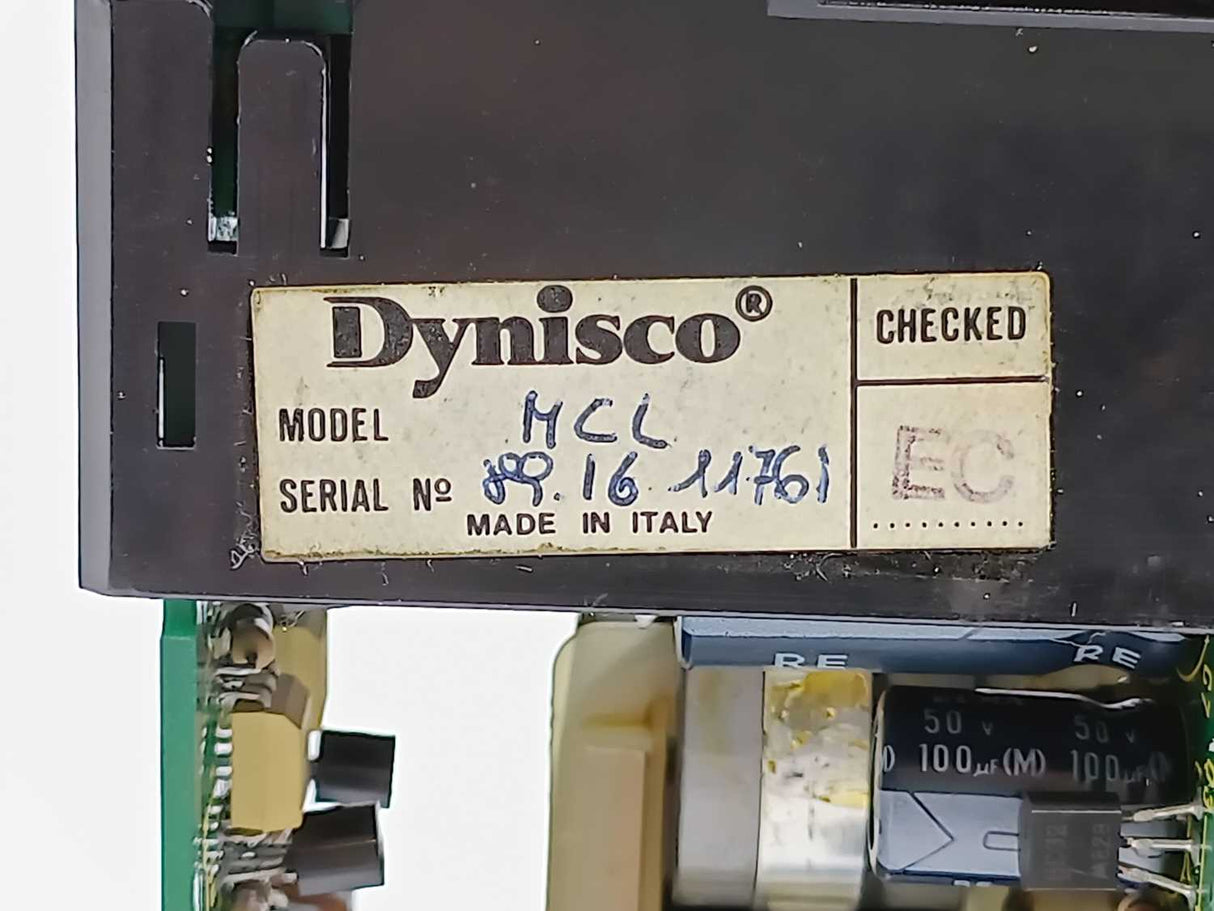 Dynisco®
CHECKED
MODEL MCL
SERIAL Nº 89.16 11761
EC
MADE IN ITALY
RE RE
50 V 50 V
100µF(M) 100µF(M